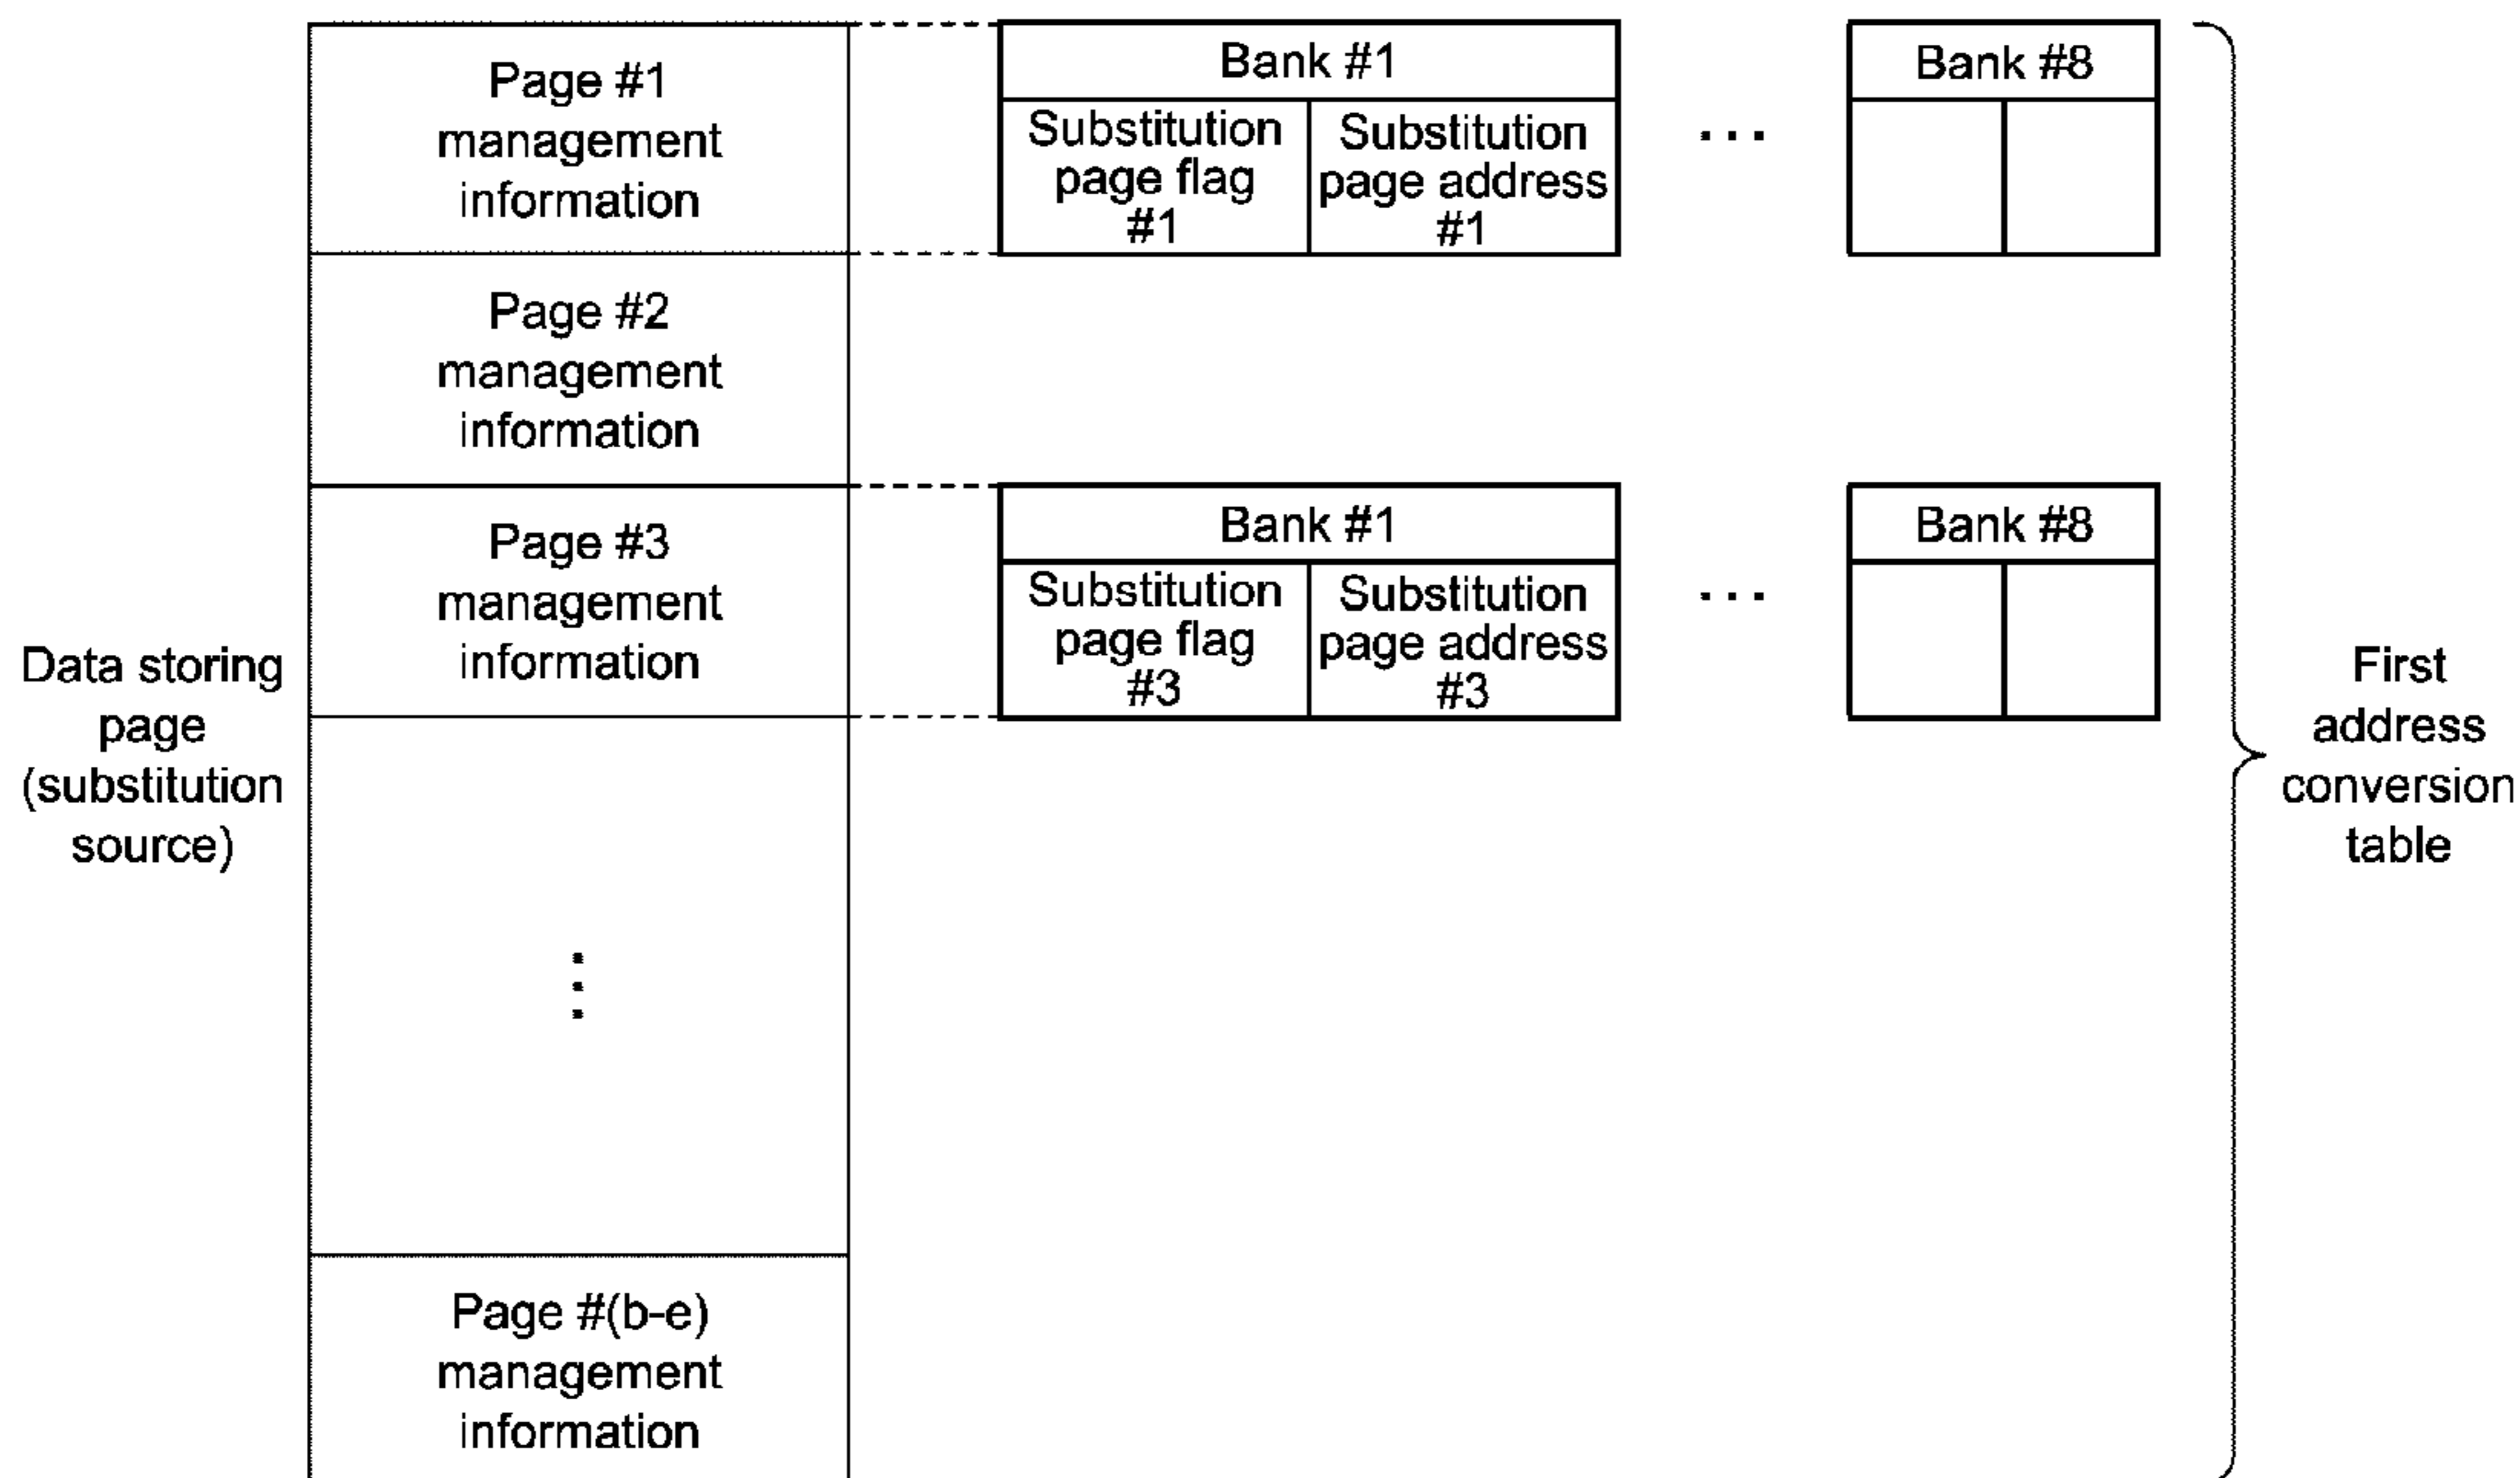 Data storing
page
(substitution
source)
Page #1
management
information
Page #2
management
information
Page #3
management
information
⋮
Page #(b-e)
management
information
Bank #1
Substitution
page flag
#1
Substitution
page address
#1
...
Bank #8
Bank #1
Substitution
page flag
#3
Substitution
page address
#3
...
Bank #8
First
address
conversion
table